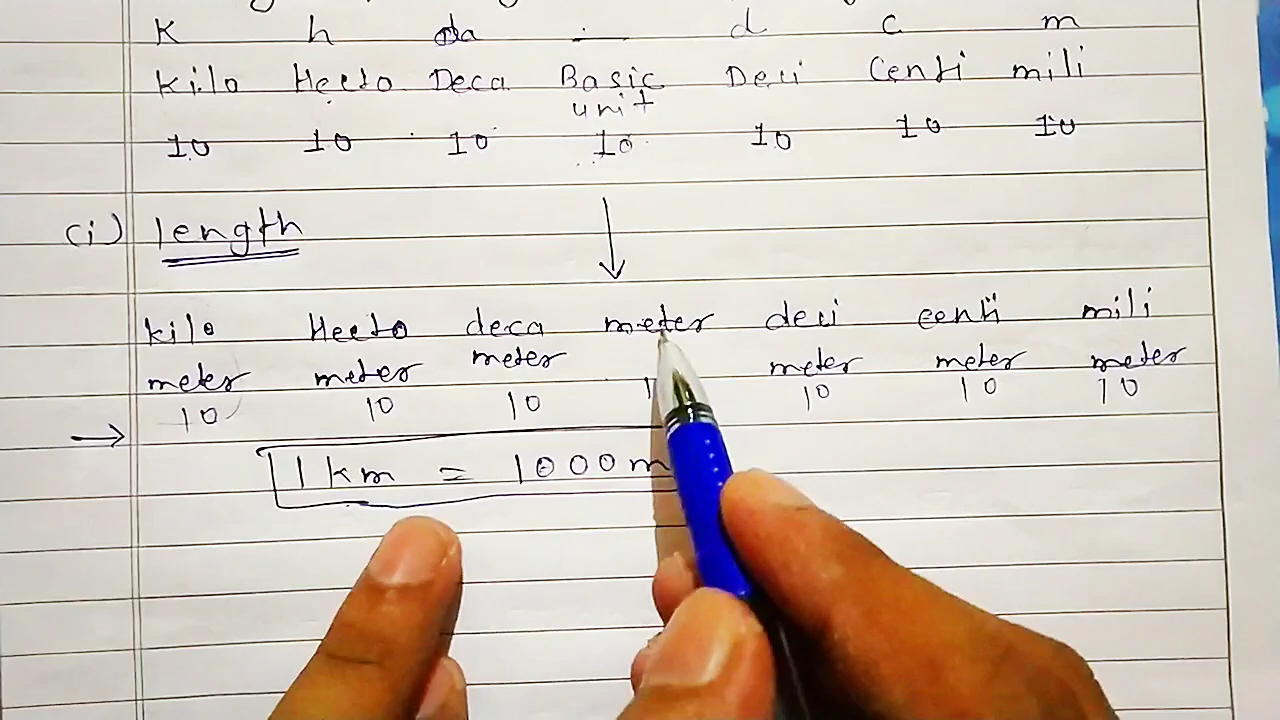 K h da — d c m
Kilo Hecto Deca Basic Deci Centi mili
unit
10 10 10 10 10 10 10
(i) length
kilo Hecto deca meter deci centi mili
meter meter meter meter meter meter
10 10 10 1 10 10 10
→ 1 km = 1000 m